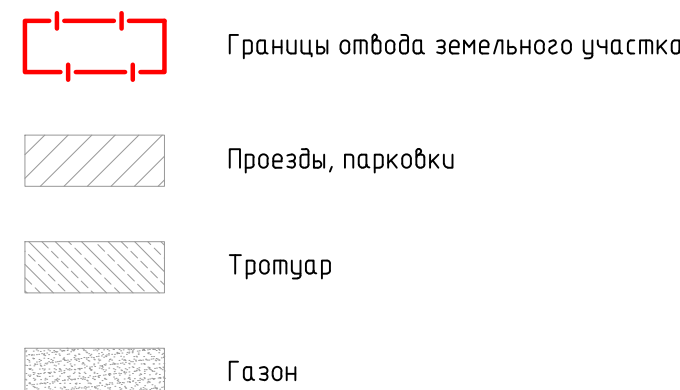 Границы отвода земельного участка
Проезды, парковки
Тротуар
Газон